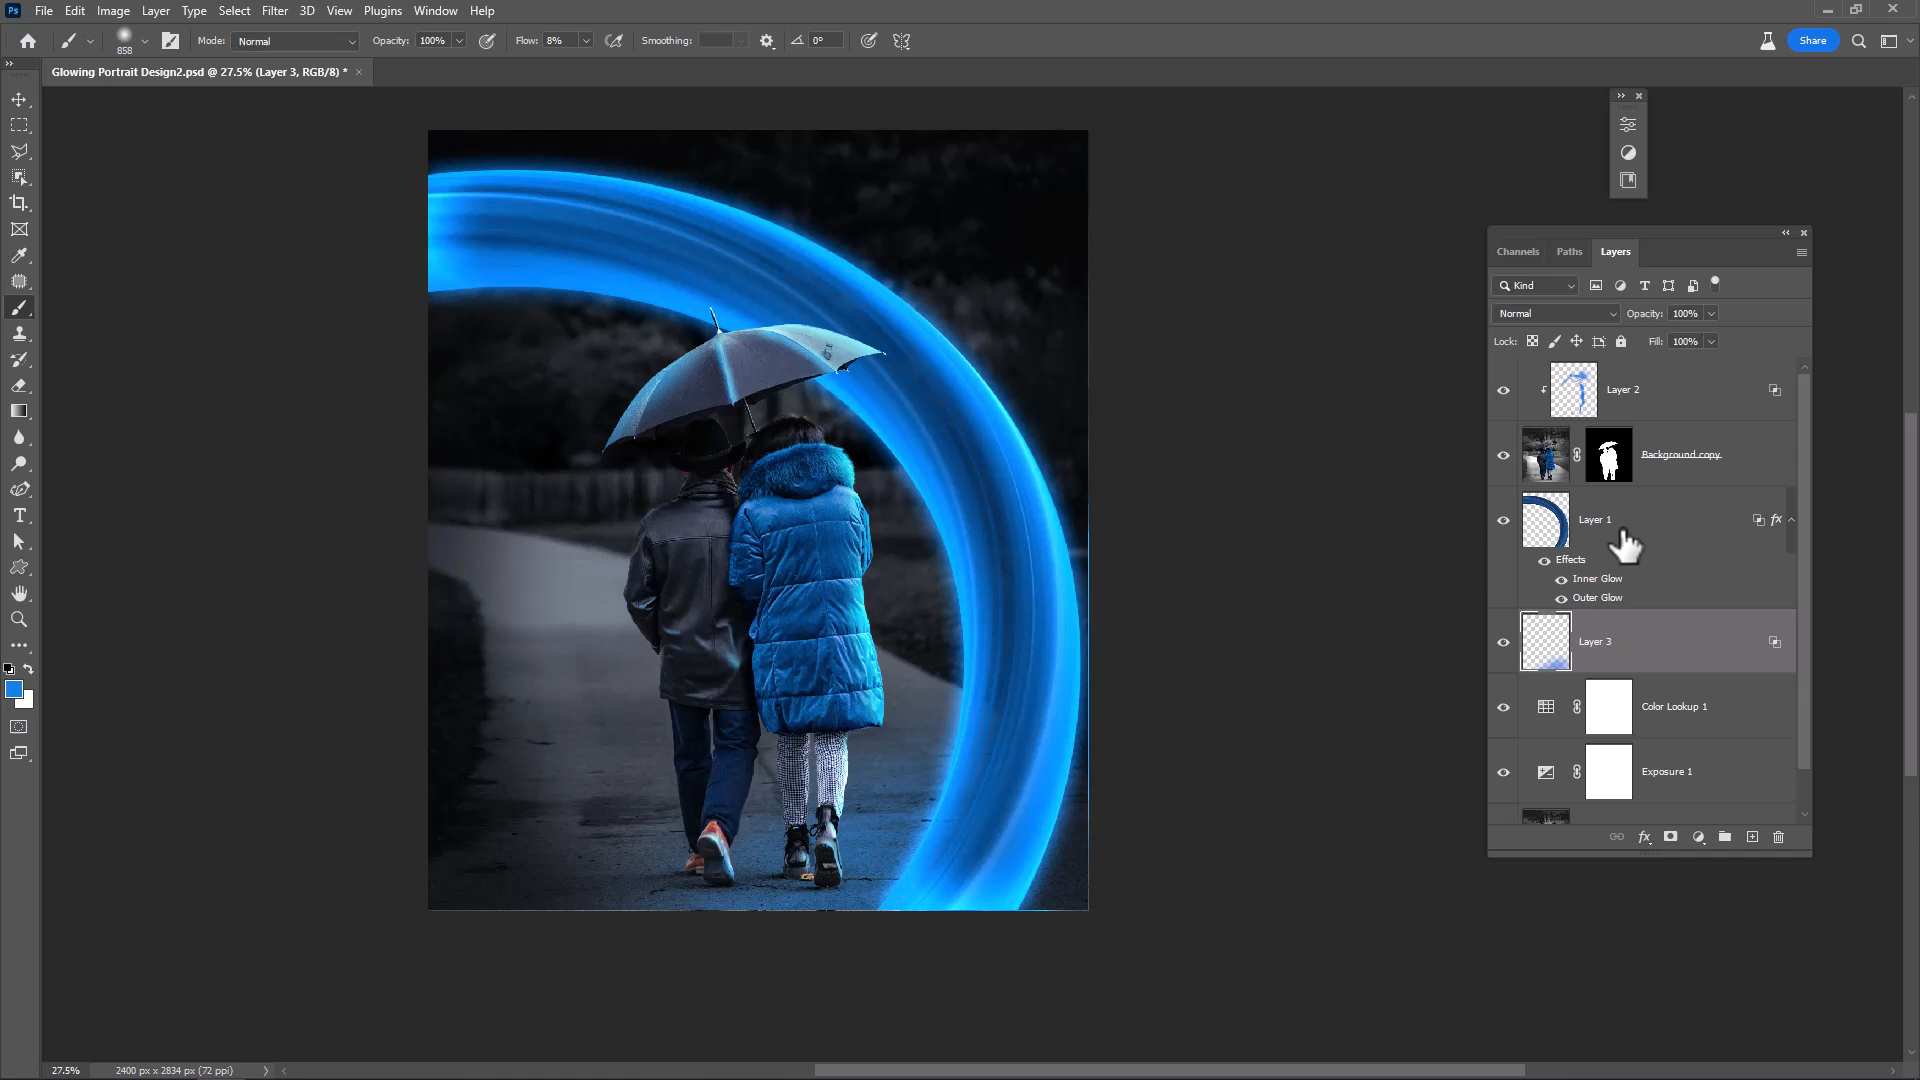 Ps File Edit Image Layer Type Select Filter 3D View Plugins Window Help
858 Mode: Normal Opacity: 100% Flow: 8% Smoothing: 0° Share
Glowing Portrait Design2.psd @ 27.5% (Layer 3, RGB/8) *
Channels Paths Layers
Kind
Normal Opacity: 100%
Lock: Fill: 100%
Layer 2
Background copy
Layer 1 fx
Effects
Inner Glow
Outer Glow
Layer 3
Color Lookup 1
Exposure 1
fx
27.5% 2400 px x 2834 px (72 ppi)